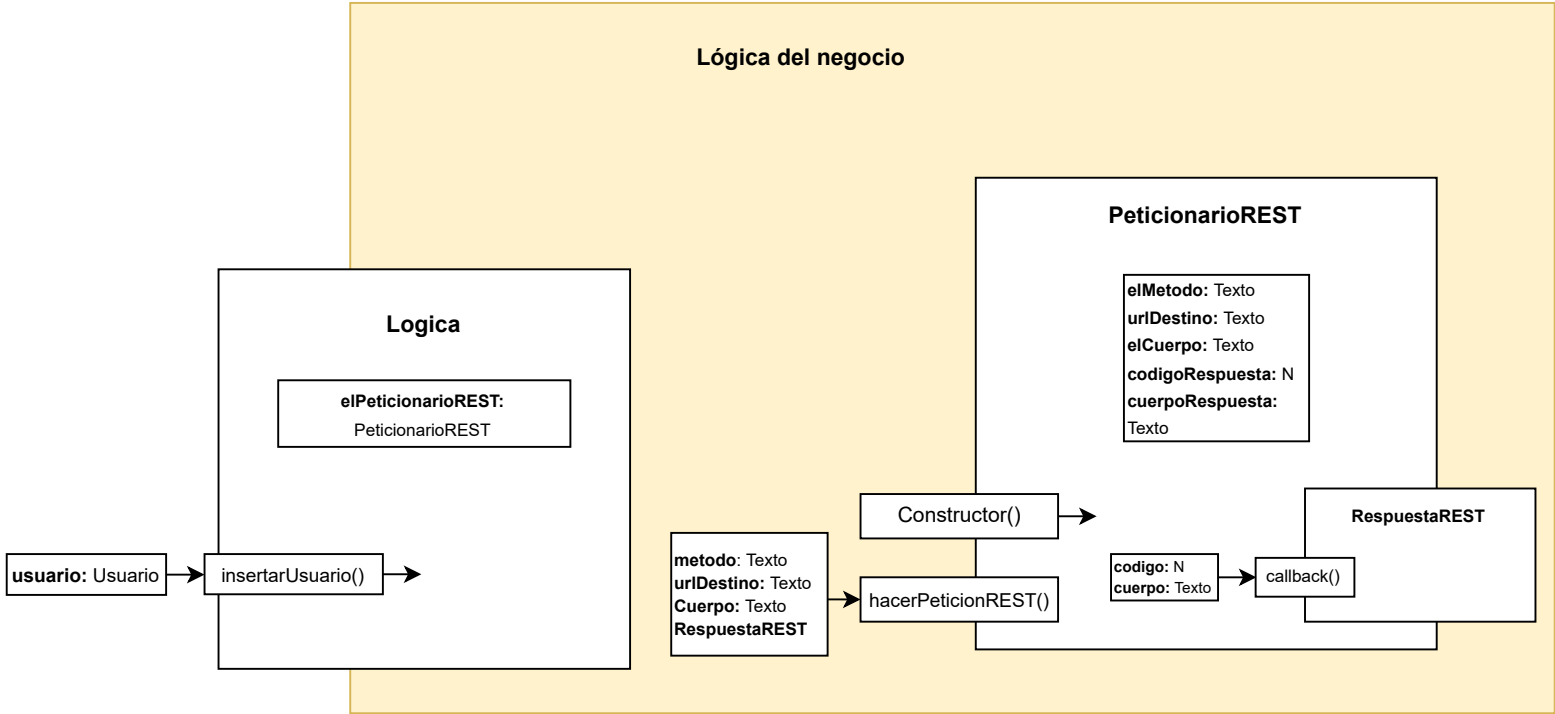 Lógica del negocio
PeticionarioREST
elMetodo: Texto
urlDestino: Texto
elCuerpo: Texto
codigoRespuesta: N
cuerpoRespuesta:
Texto
Logica
elPeticionarioREST:
PeticionarioREST
usuario: Usuario
insertarUsuario()
metodo: Texto
urlDestino: Texto
Cuerpo: Texto
RespuestaREST
Constructor()
hacerPeticionREST()
RespuestaREST
codigo: N
cuerpo: Texto
callback()